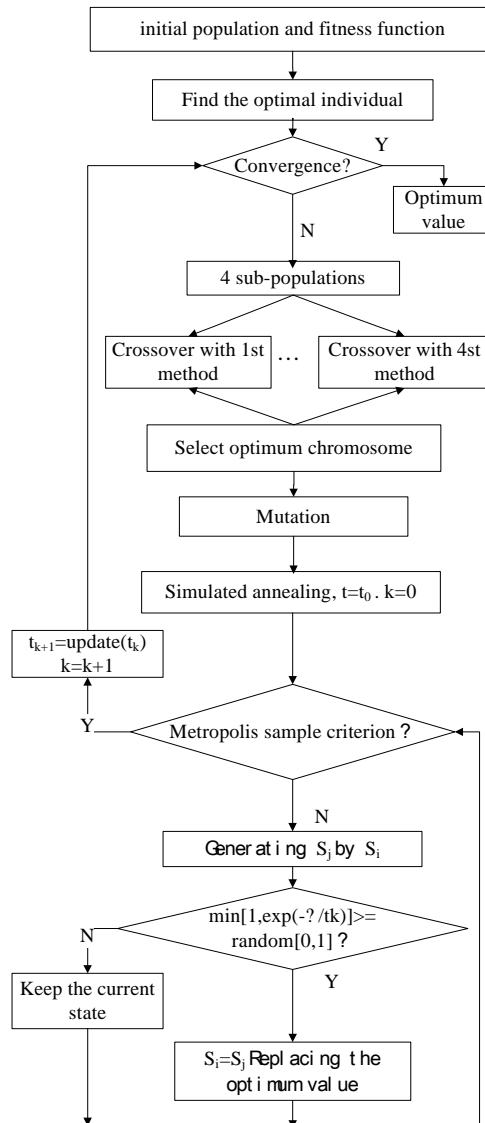 initial population and fitness function
Find the optimal individual
Convergence?
Y
Optimum
value
N
4 sub-populations
Crossover with 1st
method
…
Crossover with 4st
method
Select optimum chromosome
Mutation
Simulated annealing, t=t0 . k=0
tk+1=update(tk)
k=k+1
Y
Metropolis sample criterion ?
N
Generating Sj by Si
min[1,exp(-?/tk)]>=
random[0,1] ?
N
Y
Keep the current
state
Si=Sj Replacing the
optimum value